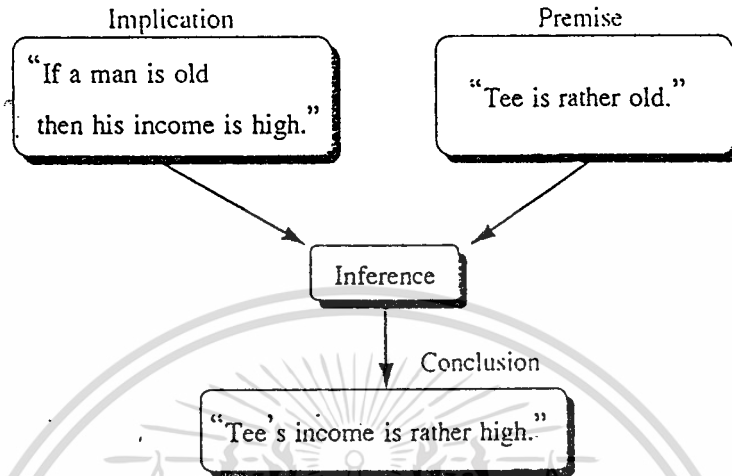 Implication
Premise
“If a man is old
then his income is high.”
“Tee is rather old.”
Inference
Conclusion
“Tee's income is rather high.”